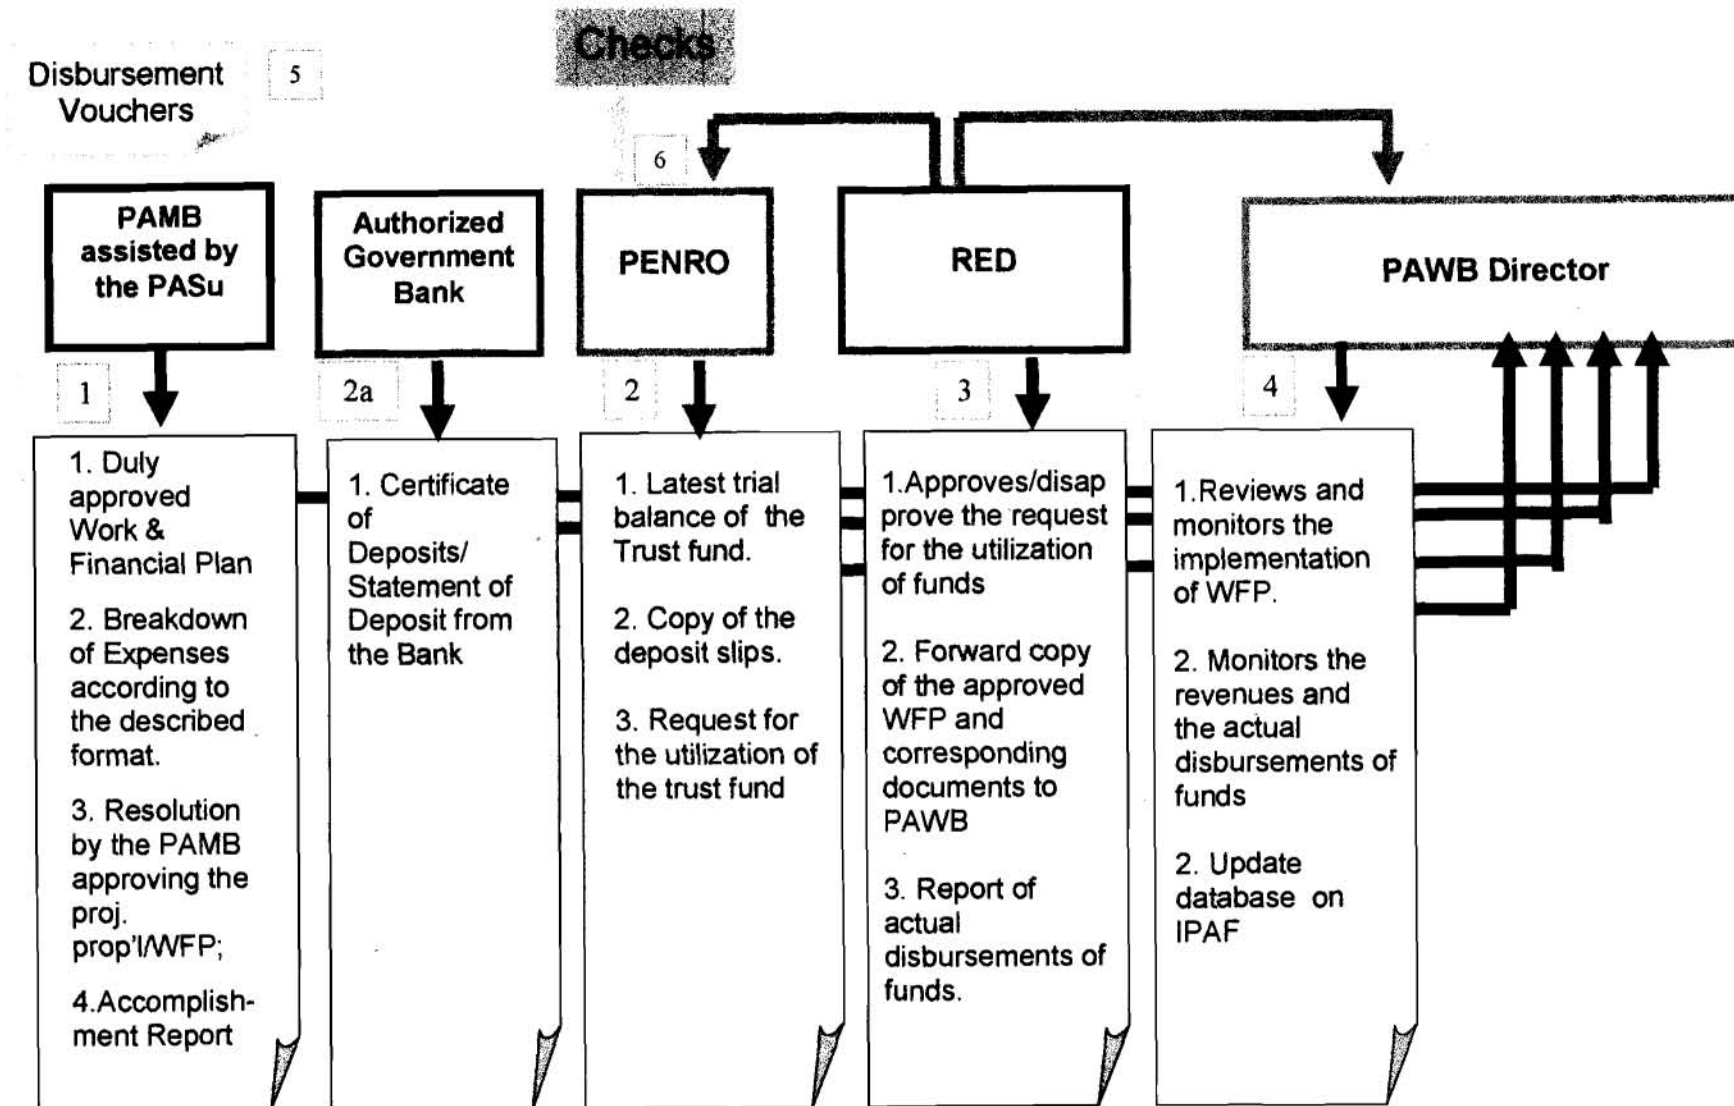 Checks
Disbursement
Vouchers
5
6
PAMB
assisted by
the PASu
Authorized
Government
Bank
PENRO
RED
PAWB Director
1
2a
2
3
4
1. Duly
approved
Work &
Financial Plan
2. Breakdown
of Expenses
according to
the described
format.
3. Resolution
by the PAMB
approving the
proj.
prop'l/WFP;
4.Accomplish-
ment Report
1. Certificate
of
Deposits/
Statement of
Deposit from
the Bank
1. Latest trial
balance of the
Trust fund.
2. Copy of the
deposit slips.
3. Request for
the utilization of
the trust fund
1.Approves/disap
prove the request
for the utilization
of funds
2. Forward copy
of the approved
WFP and
corresponding
documents to
PAWB
3. Report of
actual
disbursements of
funds.
1.Reviews and
monitors the
implementation
of WFP.
2. Monitors the
revenues and
the actual
disbursements of
funds
2. Update
database on
IPAF